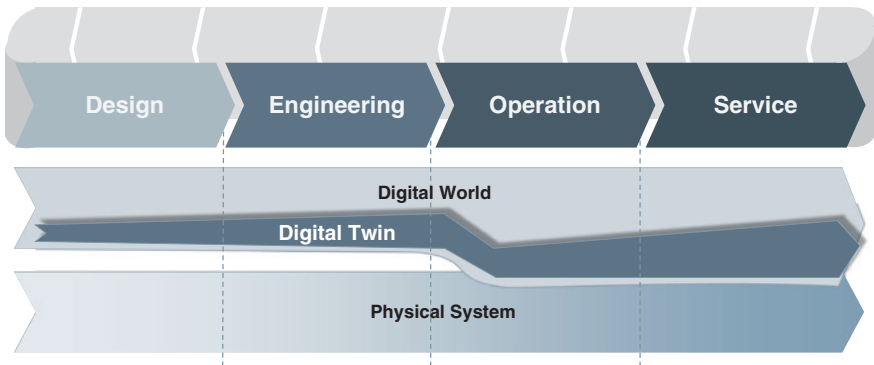 Design
Engineering
Operation
Service
Digital World
Digital Twin
Physical System